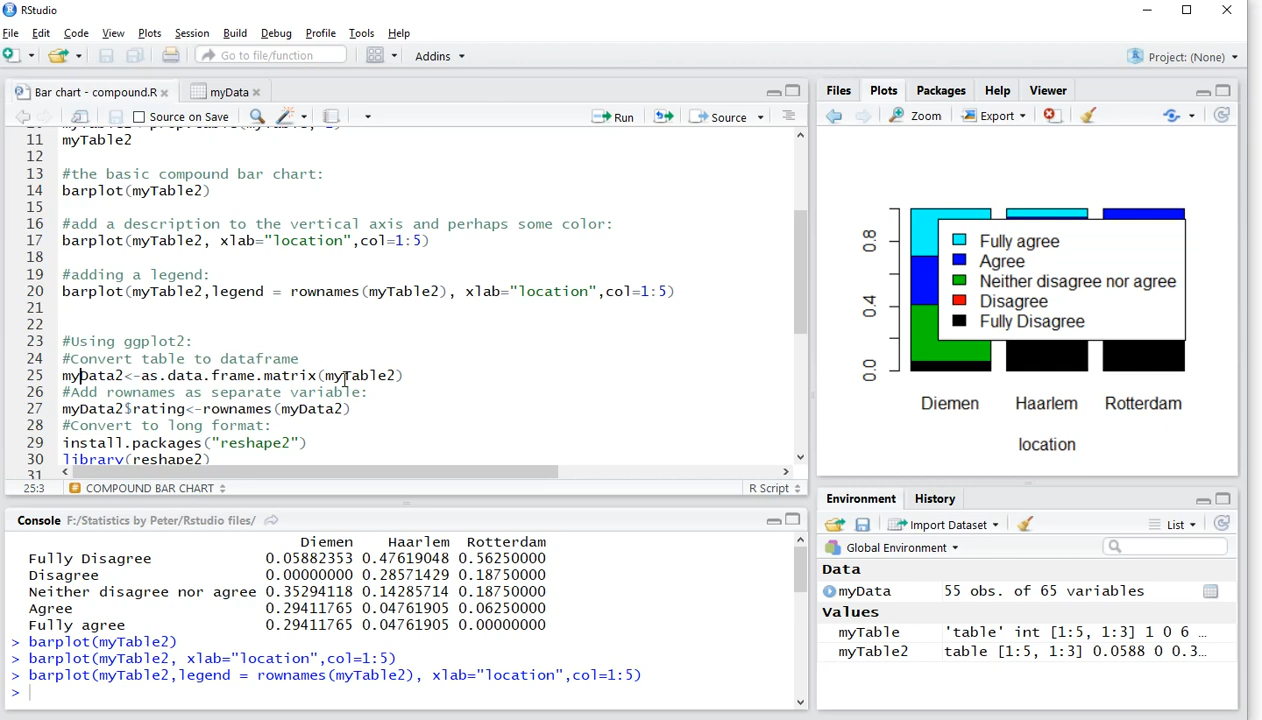 RStudio
File Edit Code View Plots Session Build Debug Profile Tools Help
Go to file/function Addins Project: (None)
Bar chart - compound.R myData
Source on Save Run Source
11 myTable2
12
13 #the basic compound bar chart:
14 barplot(myTable2)
15
16 #add a description to the vertical axis and perhaps some color:
17 barplot(myTable2, xlab="location",col=1:5)
18
19 #adding a legend:
20 barplot(myTable2,legend = rownames(myTable2), xlab="location",col=1:5)
21
22
23 #Using ggplot2:
24 #Convert table to dataframe
25 myData2<-as.data.frame.matrix(myTable2)
26 #Add rownames as separate variable:
27 myData2$rating<-rownames(myData2)
28 #Convert to long format:
29 install.packages("reshape2")
30 library(reshape2)
31
25:3 COMPOUND BAR CHART R Script
Console F:/Statistics by Peter/Rstudio files/
Diemen Haarlem Rotterdam
Fully Disagree 0.05882353 0.47619048 0.56250000
Disagree 0.00000000 0.28571429 0.18750000
Neither disagree nor agree 0.35294118 0.14285714 0.18750000
Agree 0.29411765 0.04761905 0.06250000
Fully agree 0.29411765 0.04761905 0.00000000
> barplot(myTable2)
> barplot(myTable2, xlab="location",col=1:5)
> barplot(myTable2,legend = rownames(myTable2), xlab="location",col=1:5)
>
Files Plots Packages Help Viewer
Zoom Export
0.8
0.4
0.0
Fully agree
Agree
Neither disagree nor agree
Disagree
Fully Disagree
Diemen Haarlem Rotterdam
location
Environment History
Import Dataset List
Global Environment
Data
myData 55 obs. of 65 variables
Values
myTable 'table' int [1:5, 1:3] 1 0 6 …
myTable2 table [1:5, 1:3] 0.0588 0 0.3…